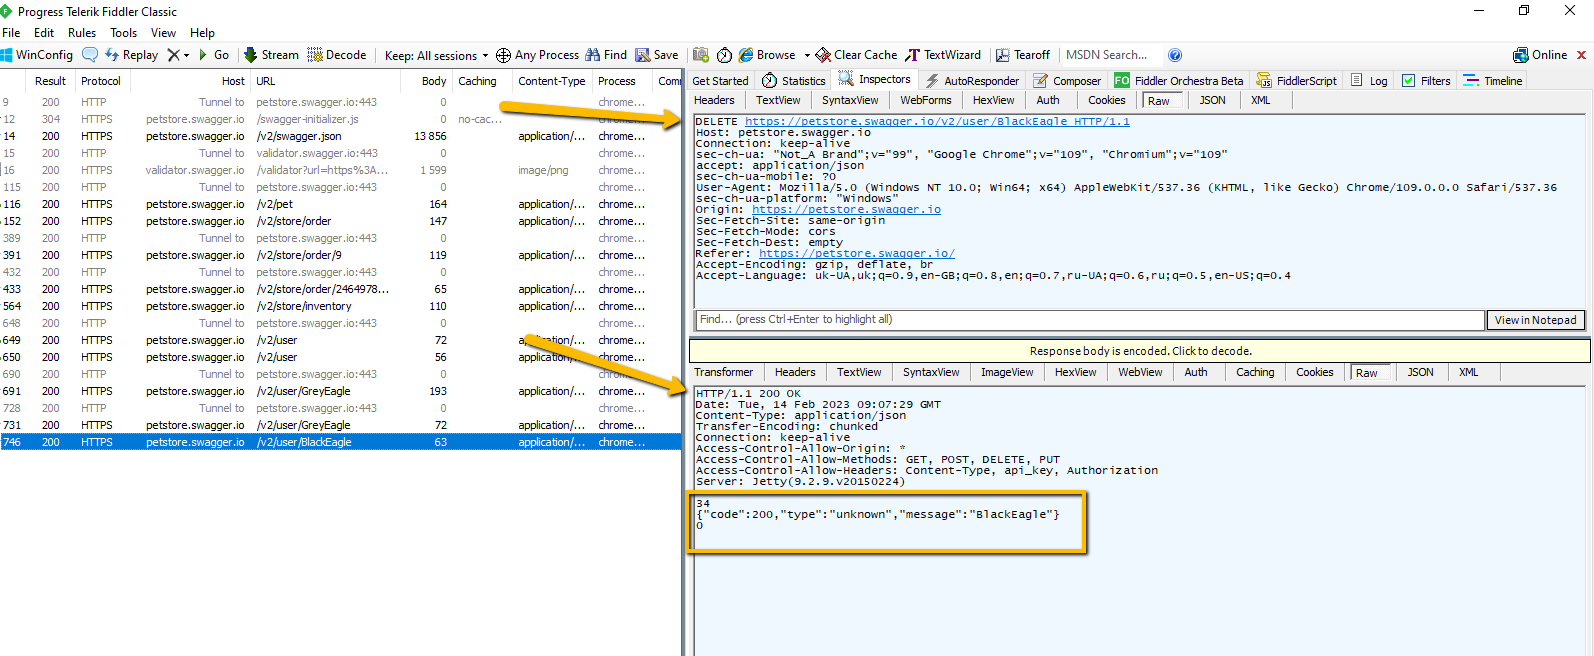 Progress Telerik Fiddler Classic
File Edit Rules Tools View Help
WinConfig Replay Go Stream Decode Keep: All sessions Any Process Find Save Browse Clear Cache TextWizard Tearoff MSDN Search... Online
Result Protocol Host URL Body Caching Content-Type Process Com
9 200 HTTP Tunnel to petstore.swagger.io:443 0 chrome...
12 304 HTTPS petstore.swagger.io /swagger-initializer.js 0 no-cac... chrome...
14 200 HTTPS petstore.swagger.io /v2/swagger.json 13 856 application/... chrome...
15 200 HTTP Tunnel to validator.swagger.io:443 0 chrome...
16 200 HTTPS validator.swagger.io /validator?url=https%3A... 1 599 image/png chrome...
115 200 HTTP Tunnel to petstore.swagger.io:443 0 chrome...
116 200 HTTPS petstore.swagger.io /v2/pet 164 application/... chrome...
152 200 HTTPS petstore.swagger.io /v2/store/order 147 application/... chrome...
389 200 HTTP Tunnel to petstore.swagger.io:443 0 chrome...
391 200 HTTPS petstore.swagger.io /v2/store/order/9 119 application/... chrome...
432 200 HTTP Tunnel to petstore.swagger.io:443 0 chrome...
433 200 HTTPS petstore.swagger.io /v2/store/order/2464978... 65 application/... chrome...
564 200 HTTPS petstore.swagger.io /v2/store/inventory 110 application/... chrome...
648 200 HTTP Tunnel to petstore.swagger.io:443 0 chrome...
649 200 HTTPS petstore.swagger.io /v2/user 72 application/... chrome...
650 200 HTTPS petstore.swagger.io /v2/user 56 application/... chrome...
690 200 HTTP Tunnel to petstore.swagger.io:443 0 chrome...
691 200 HTTPS petstore.swagger.io /v2/user/GreyEagle 193 application/... chrome...
728 200 HTTP Tunnel to petstore.swagger.io:443 0 chrome...
731 200 HTTPS petstore.swagger.io /v2/user/GreyEagle 72 application/... chrome...
746 200 HTTPS petstore.swagger.io /v2/user/BlackEagle 63 application/... chrome...
Get Started Statistics Inspectors AutoResponder Composer FO Fiddler Orchestra Beta FiddlerScript Log Filters Timeline
Headers TextView SyntaxView WebForms HexView Auth Cookies Raw JSON XML
DELETE https://petstore.swagger.io/v2/user/BlackEagle HTTP/1.1
Host: petstore.swagger.io
Connection: keep-alive
sec-ch-ua: "Not_A Brand";v="99", "Google Chrome";v="109", "Chromium";v="109"
accept: application/json
sec-ch-ua-mobile: ?0
User-Agent: Mozilla/5.0 (Windows NT 10.0; Win64; x64) AppleWebKit/537.36 (KHTML, like Gecko) Chrome/109.0.0.0 Safari/537.36
sec-ch-ua-platform: "Windows"
Origin: https://petstore.swagger.io
Sec-Fetch-Site: same-origin
Sec-Fetch-Mode: cors
Sec-Fetch-Dest: empty
Referer: https://petstore.swagger.io/
Accept-Encoding: gzip, deflate, br
Accept-Language: uk-UA,uk;q=0.9,en-GB;q=0.8,en;q=0.7,ru-UA;q=0.6,ru;q=0.5,en-US;q=0.4
Find... (press Ctrl+Enter to highlight all) View in Notepad
Response body is encoded. Click to decode.
Transformer Headers TextView SyntaxView ImageView HexView WebView Auth Caching Cookies Raw JSON XML
HTTP/1.1 200 OK
Date: Tue, 14 Feb 2023 09:07:29 GMT
Content-Type: application/json
Transfer-Encoding: chunked
Connection: keep-alive
Access-Control-Allow-Origin: *
Access-Control-Allow-Methods: GET, POST, DELETE, PUT
Access-Control-Allow-Headers: Content-Type, api_key, Authorization
Server: Jetty(9.2.9.v20150224)
34
{"code":200,"type":"unknown","message":"BlackEagle"}
0